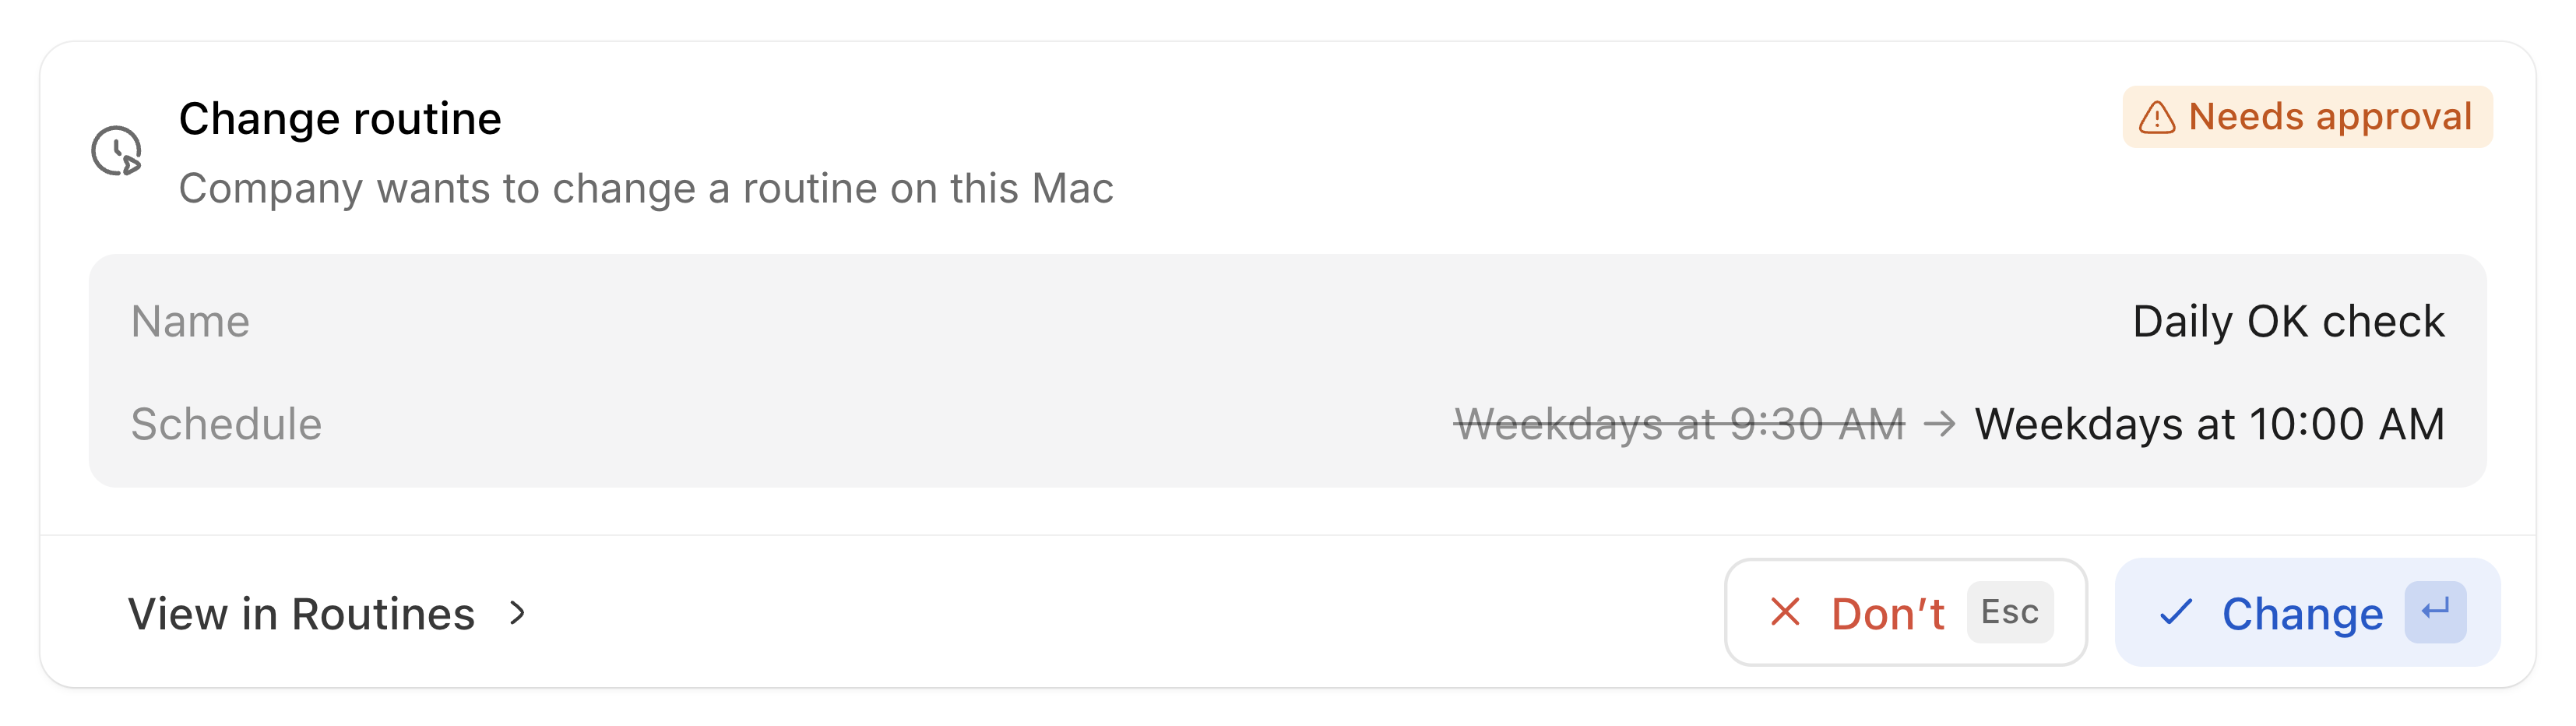 Change routine
Needs approval
Company wants to change a routine on this Mac
Name
Daily OK check
Schedule
Weekdays at 9:30 AM → Weekdays at 10:00 AM
View in Routines
Don’t Esc
Change